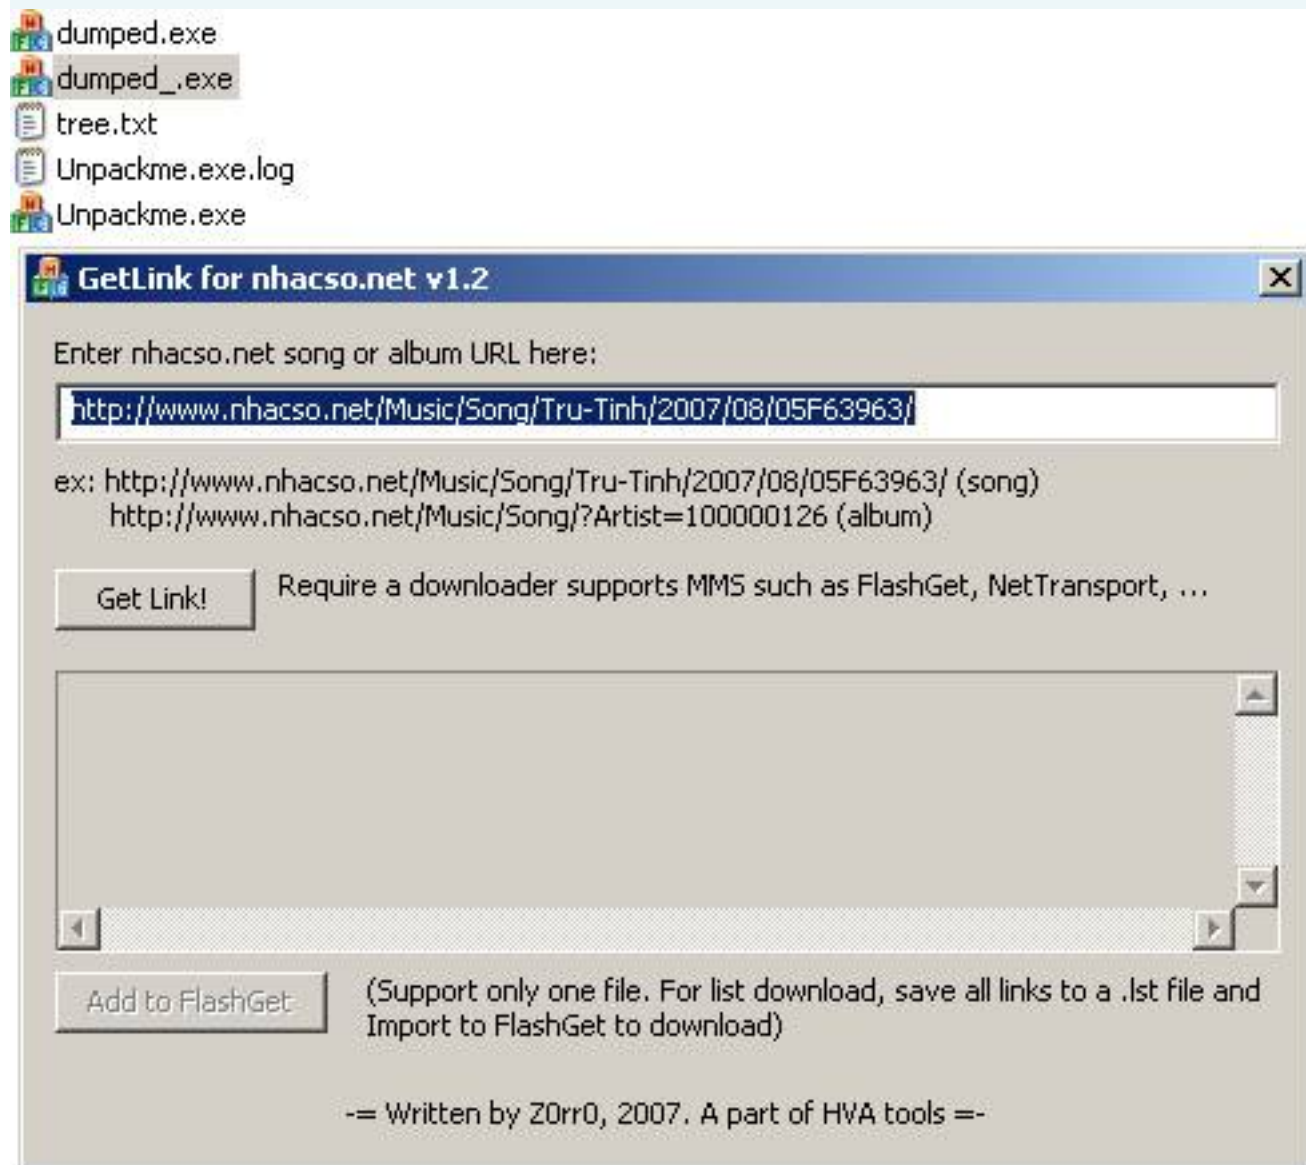 dumped.exe
dumped_.exe
tree.txt
Unpackme.exe.log
Unpackme.exe
GetLink for nhacso.net v1.2
Enter nhacso.net song or album URL here:
http://www.nhacso.net/Music/Song/Tru-Tinh/2007/08/05F63963/
ex: http://www.nhacso.net/Music/Song/Tru-Tinh/2007/08/05F63963/ (song)
http://www.nhacso.net/Music/Song/?Artist=100000126 (album)
Get Link! Require a downloader supports MMS such as FlashGet, NetTransport, ...
Add to FlashGet (Support only one file. For list download, save all links to a .lst file and
Import to FlashGet to download)
-= Written by Z0rr0, 2007. A part of HVA tools =-